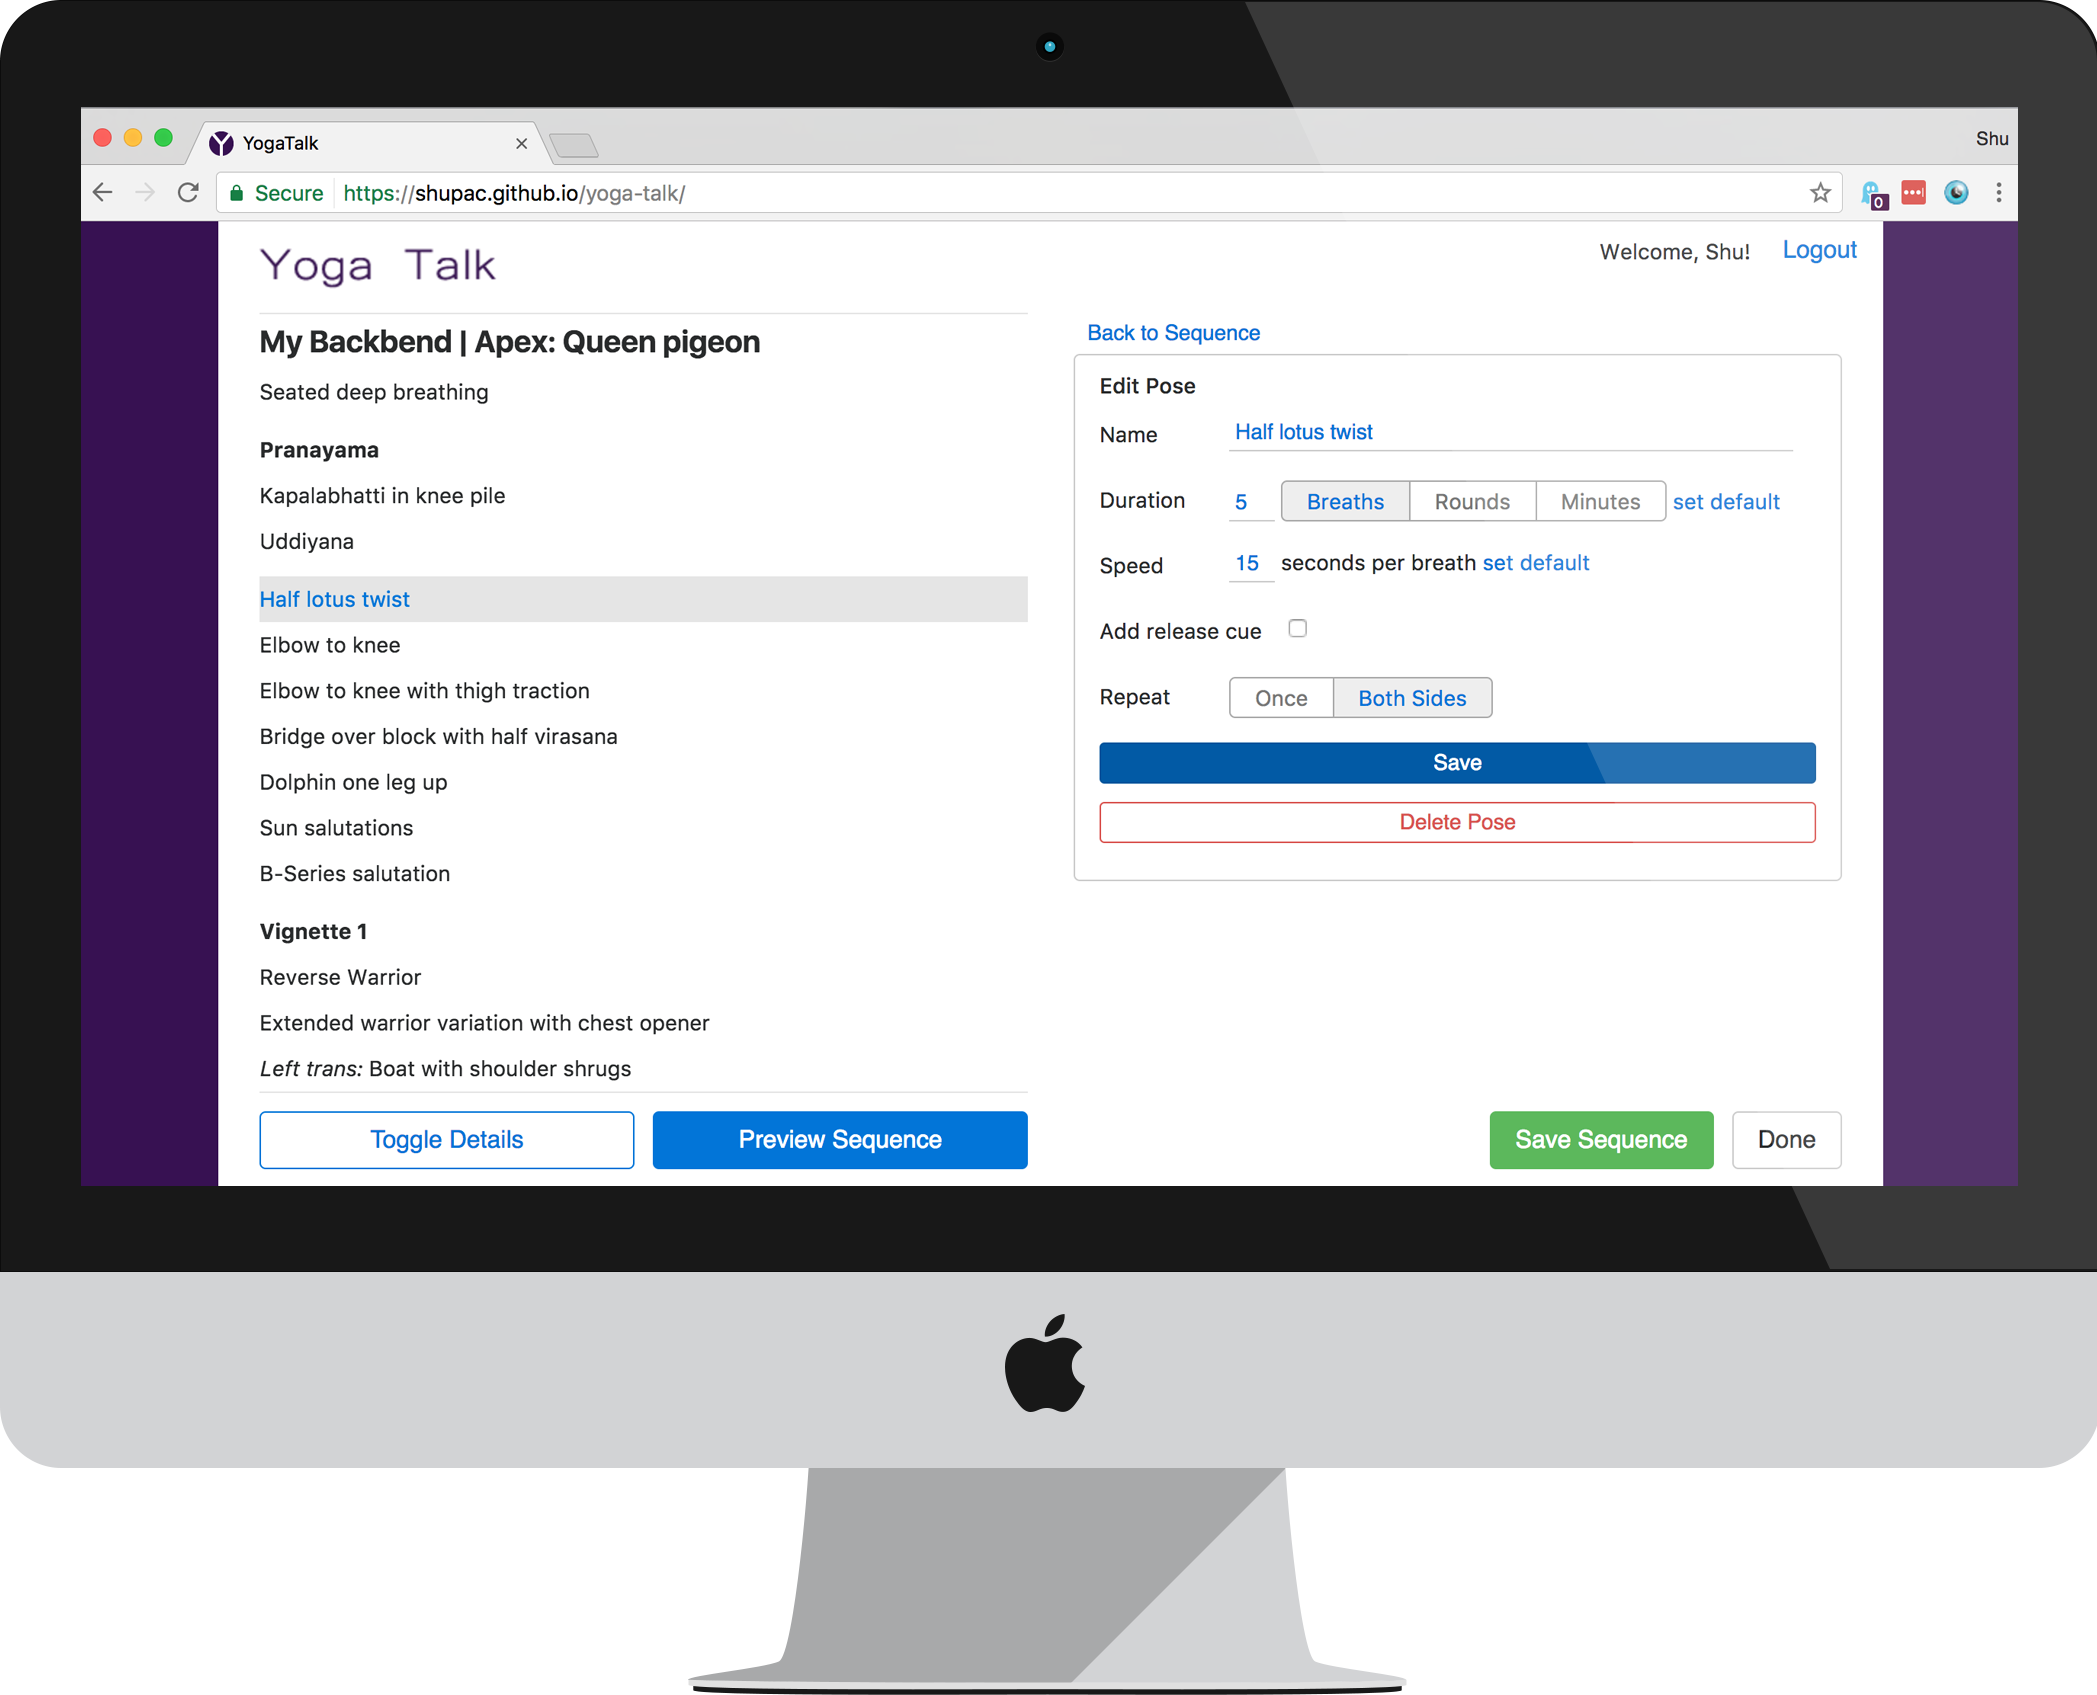 YogaTalk
Shu
Secure https://shupac.github.io/yoga-talk/
0
Yoga Talk
Welcome, Shu! Logout
My Backbend | Apex: Queen pigeon
Seated deep breathing
Pranayama
Kapalabhatti in knee pile
Uddiyana
Half lotus twist
Elbow to knee
Elbow to knee with thigh traction
Bridge over block with half virasana
Dolphin one leg up
Sun salutations
B-Series salutation
Vignette 1
Reverse Warrior
Extended warrior variation with chest opener
Left trans: Boat with shoulder shrugs
Toggle Details Preview Sequence
Back to Sequence
Edit Pose
Name Half lotus twist
Duration 5 Breaths Rounds Minutes set default
Speed 15 seconds per breath set default
Add release cue
Repeat Once Both Sides
Save
Delete Pose
Save Sequence Done